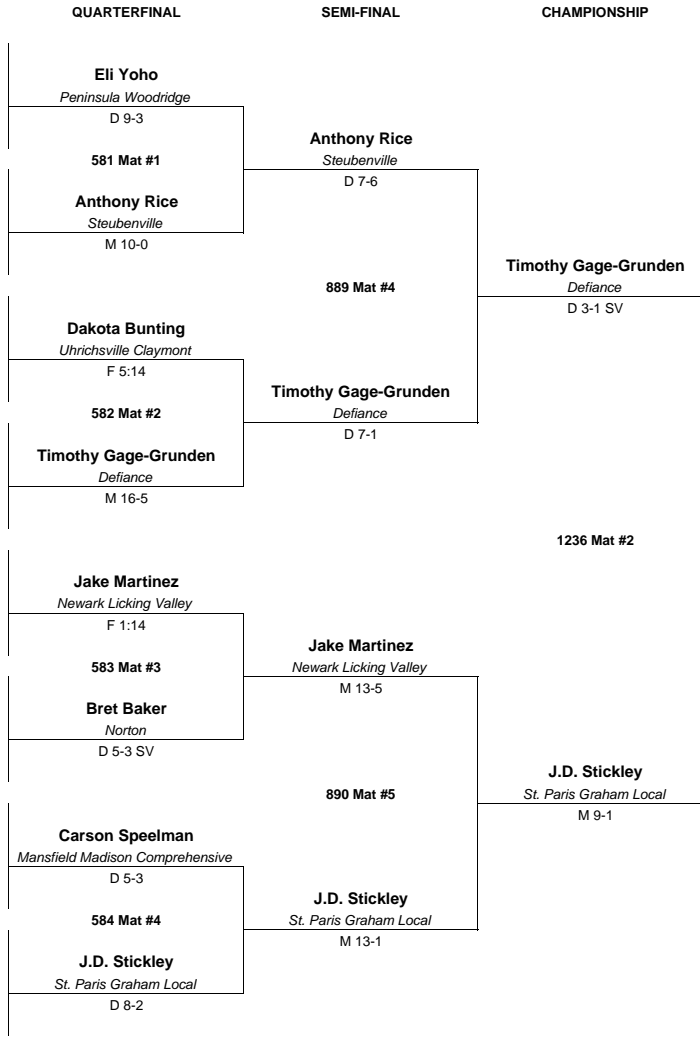 QUARTERFINAL SEMI-FINAL CHAMPIONSHIP
Eli Yoho
Peninsula Woodridge
D 9-3
581 Mat #1
Anthony Rice
Steubenville
M 10-0
Anthony Rice
Steubenville
D 7-6
889 Mat #4
Timothy Gage-Grunden
Defiance
D 3-1 SV
Dakota Bunting
Uhrichsville Claymont
F 5:14
582 Mat #2
Timothy Gage-Grunden
Defiance
M 16-5
Timothy Gage-Grunden
Defiance
D 7-1
1236 Mat #2
Jake Martinez
Newark Licking Valley
F 1:14
583 Mat #3
Bret Baker
Norton
D 5-3 SV
Jake Martinez
Newark Licking Valley
M 13-5
890 Mat #5
J.D. Stickley
St. Paris Graham Local
M 9-1
Carson Speelman
Mansfield Madison Comprehensive
D 5-3
584 Mat #4
J.D. Stickley
St. Paris Graham Local
D 8-2
J.D. Stickley
St. Paris Graham Local
M 13-1